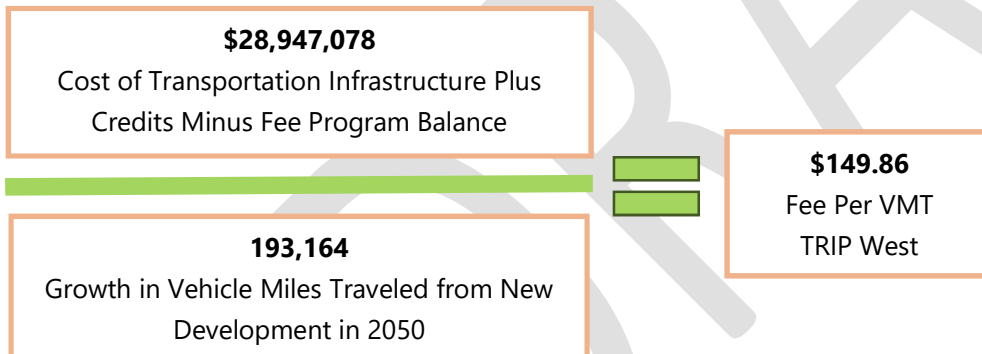 $28,947,078
Cost of Transportation Infrastructure Plus
Credits Minus Fee Program Balance
193,164
Growth in Vehicle Miles Traveled from New
Development in 2050
$149.86
Fee Per VMT
TRIP West